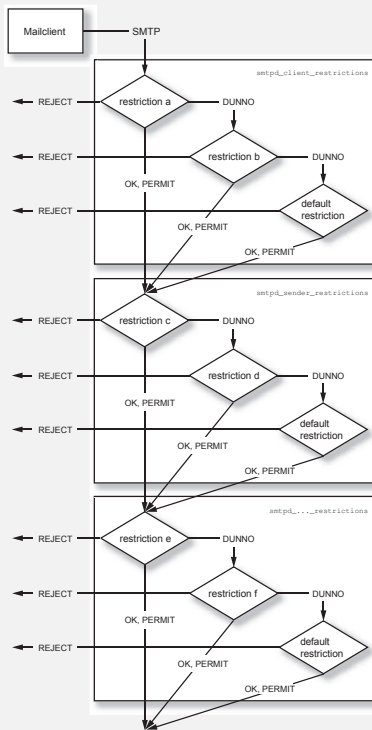 Mailclient
SMTP
smtpd_client_restrictions
REJECT
restriction a
DUNNO
REJECT
restriction b
DUNNO
OK, PERMIT
REJECT
default
restriction
OK, PERMIT
OK, PERMIT
smtpd_sender_restrictions
REJECT
restriction c
DUNNO
REJECT
restriction d
DUNNO
OK, PERMIT
REJECT
default
restriction
OK, PERMIT
OK, PERMIT
smtpd_..._restrictions
REJECT
restriction e
DUNNO
REJECT
restriction f
DUNNO
OK, PERMIT
REJECT
default
restriction
OK, PERMIT
OK, PERMIT